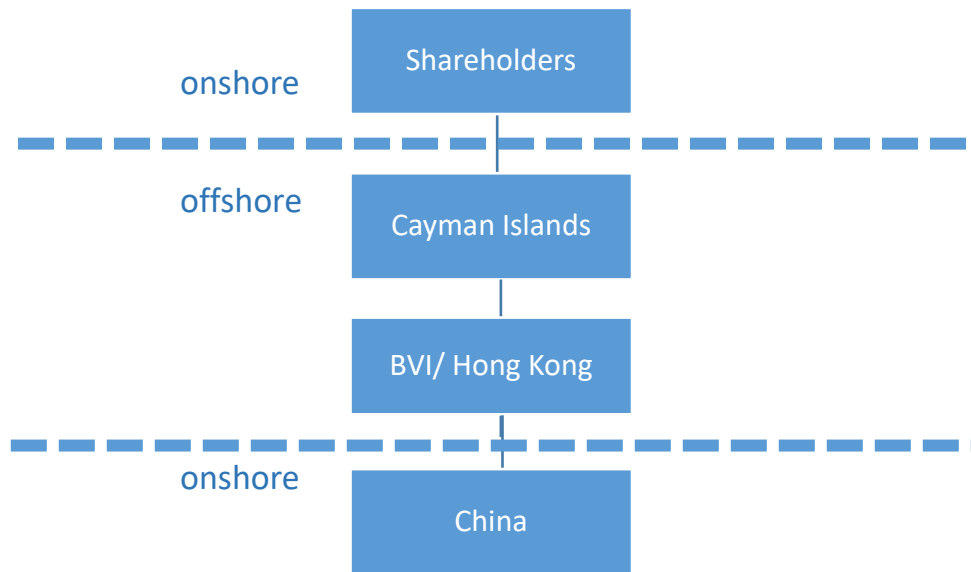 Shareholders
onshore
offshore
Cayman Islands
BVI/ Hong Kong
onshore
China